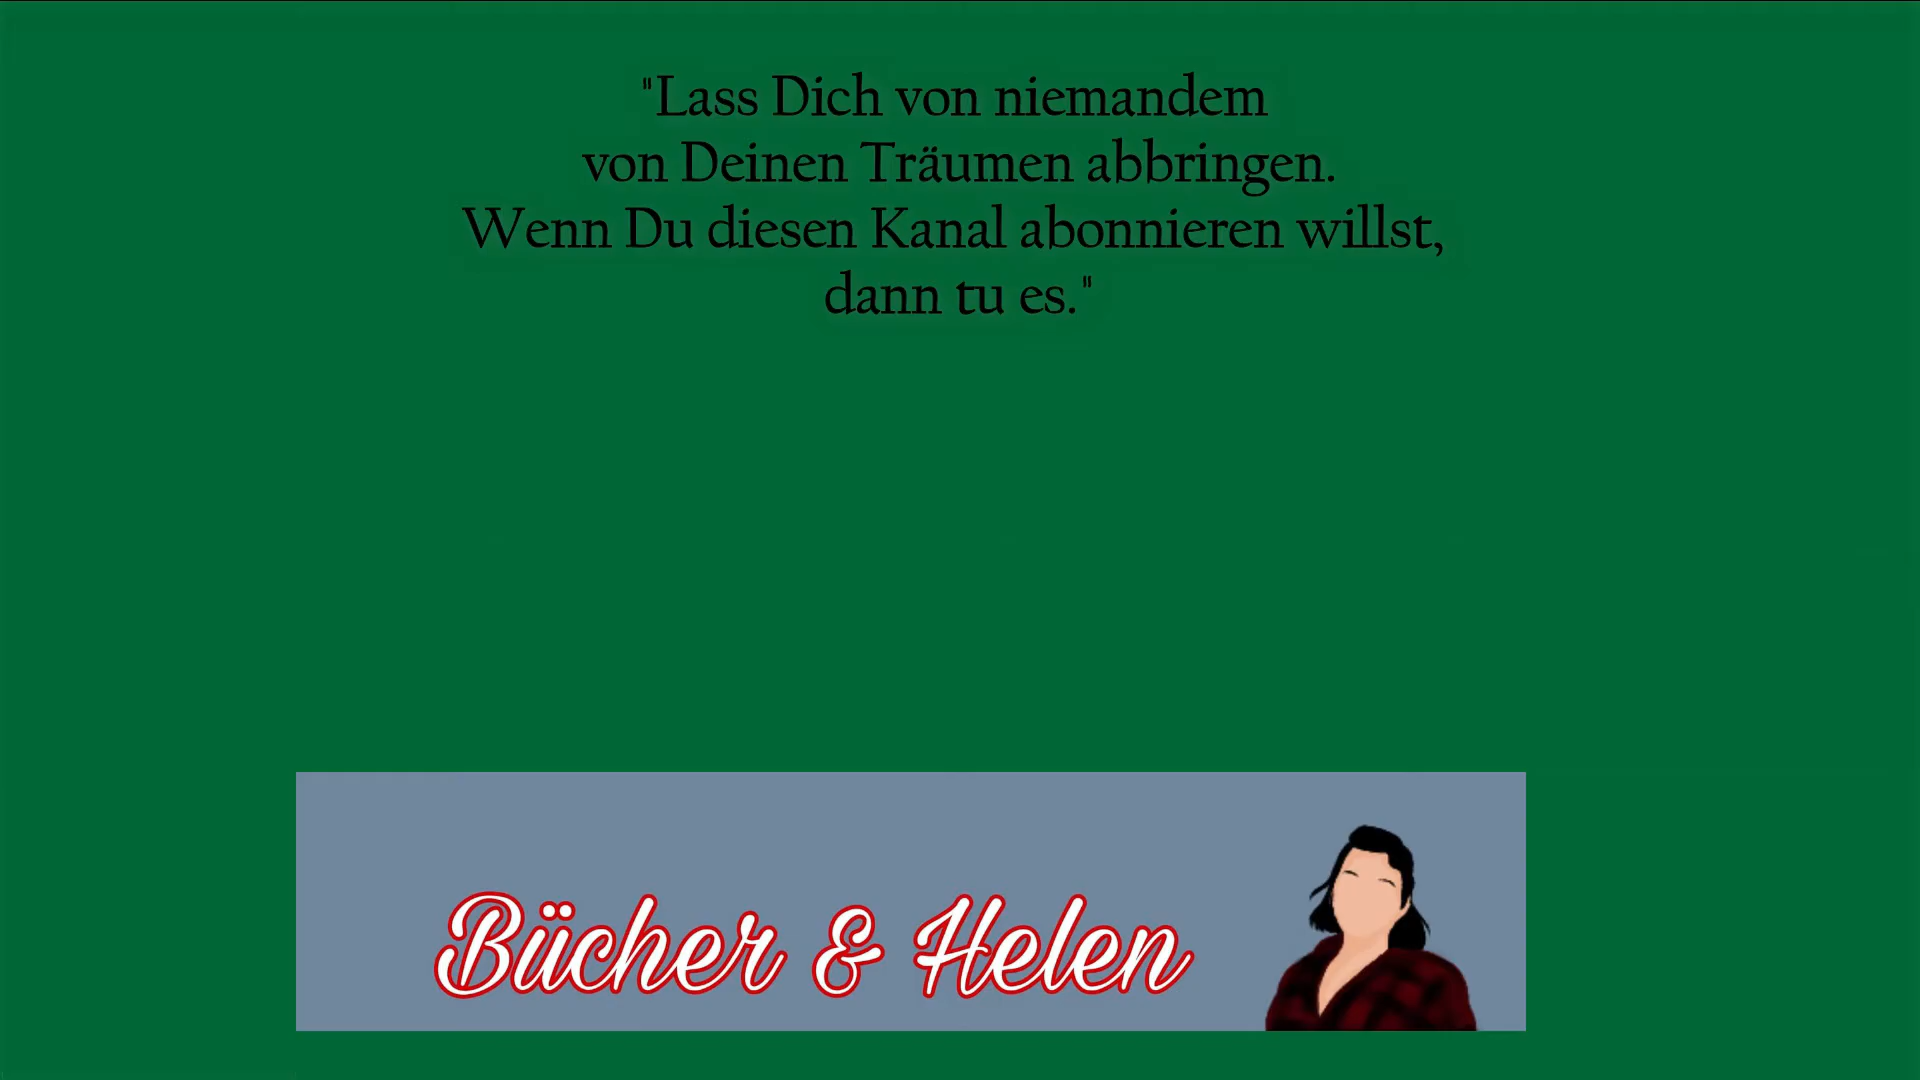 "Lass Dich von niemandem
von Deinen Träumen abbringen.
Wenn Du diesen Kanal abonnieren willst,
dann tu es."
Bücher & Helen